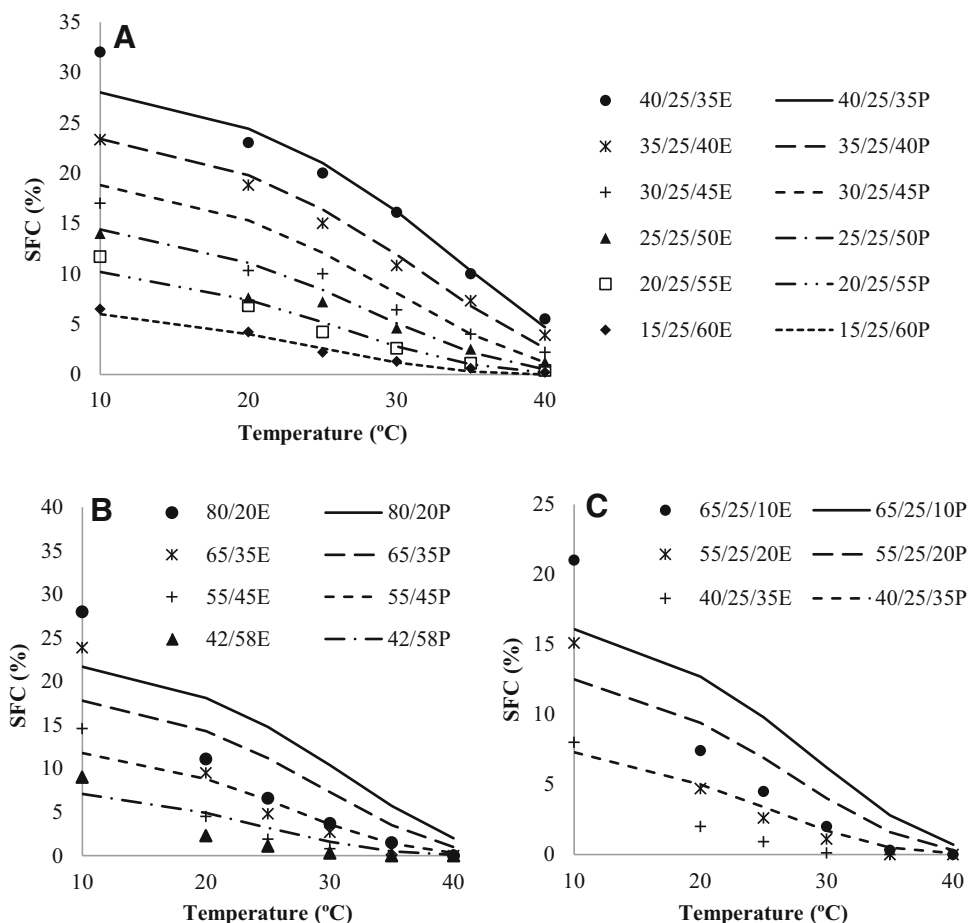 A
35
30
25
20
15
10
5
0
SFC (%)
10 20 30 40
Temperature (ºC)
40/25/35E 40/25/35P
35/25/40E 35/25/40P
30/25/45E 30/25/45P
25/25/50E 25/25/50P
20/25/55E 20/25/55P
15/25/60E 15/25/60P
B
40
35
30
25
20
15
10
5
0
SFC (%)
10 20 30 40
Temperature (ºC)
80/20E 80/20P
65/35E 65/35P
55/45E 55/45P
42/58E 42/58P
C
25
20
15
10
5
0
SFC (%)
10 20 30 40
Temperature (ºC)
65/25/10E 65/25/10P
55/25/20E 55/25/20P
40/25/35E 40/25/35P